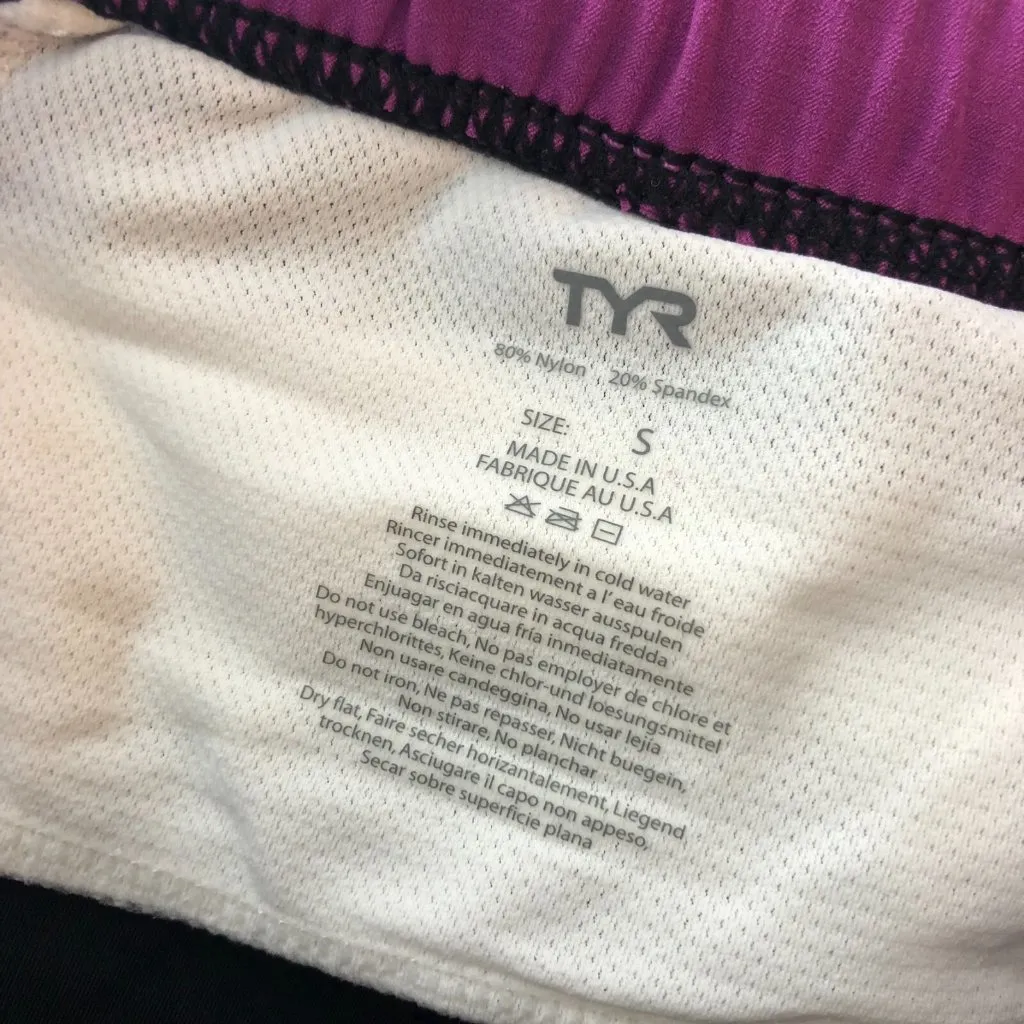 TYR
80% Nylon 20% Spandex
SIZE: S
MADE IN U.S.A
FABRIQUE AU U.S.A
Rinse immediately in cold water
Rincer immediatement a l' eau froide
Sofort in kalten wasser ausspulen
Da risciacquare in acqua fredda
Enjuagar en agua fría inmediatamente
Do not use bleach, No pas employer de chlore et
hyperchlorittes, Keine chlor-und loesungsmittel
Non usare candeggina, No usar lejia
Do not iron, Ne pas repasser, Nicht buegein,
Non stirare, No planchar
Dry flat, Faire sécher horizantalement, Liegend
trocknen, Asciugare il capo non appeso,
Secar sobre superficie plana